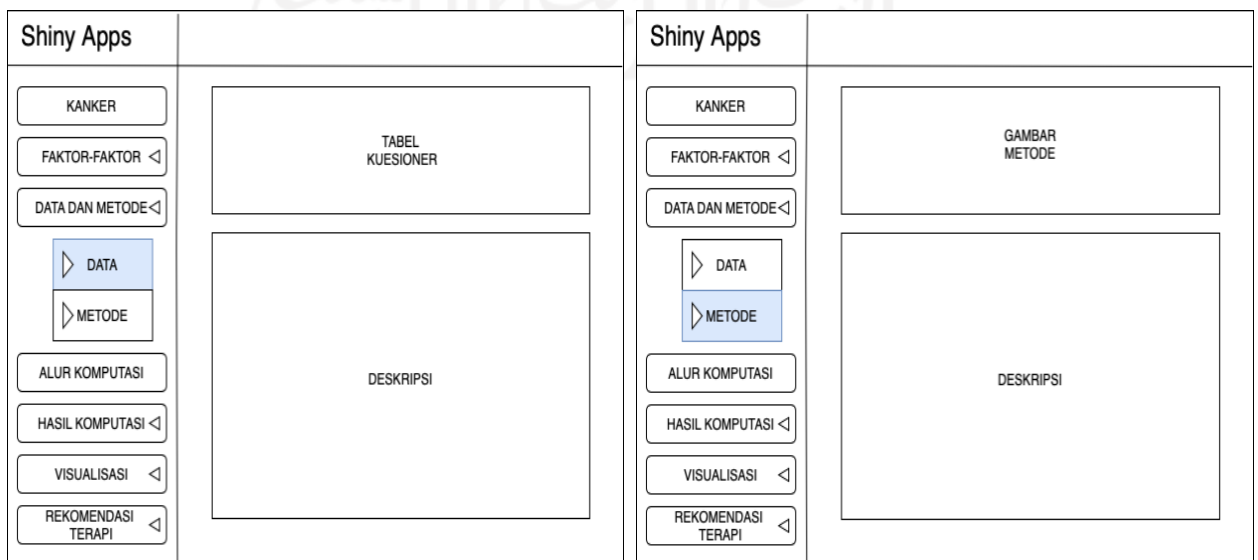 Shiny Apps
KANKER
FAKTOR-FAKTOR
DATA DAN METODE
DATA
METODE
ALUR KOMPUTASI
HASIL KOMPUTASI
VISUALISASI
REKOMENDASI
TERAPI
TABEL
KUESIONER
DESKRIPSI
Shiny Apps
KANKER
FAKTOR-FAKTOR
DATA DAN METODE
DATA
METODE
ALUR KOMPUTASI
HASIL KOMPUTASI
VISUALISASI
REKOMENDASI
TERAPI
GAMBAR
METODE
DESKRIPSI